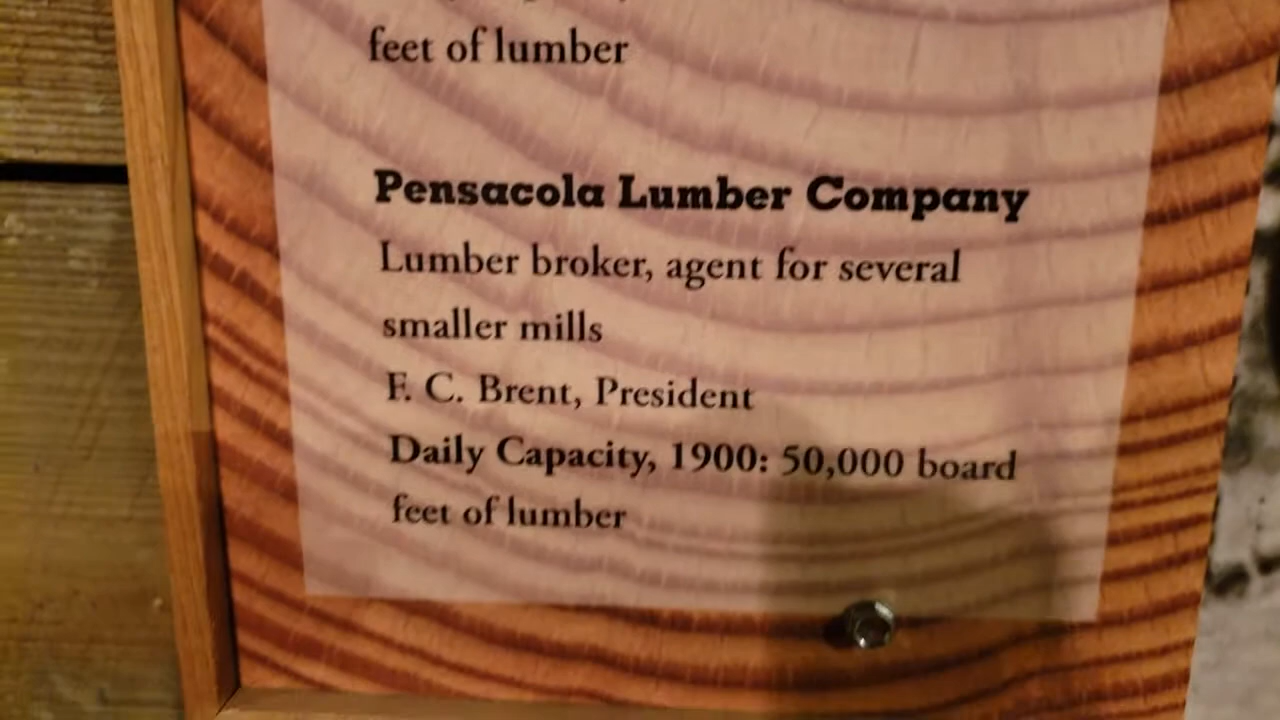 feet of lumber
Pensacola Lumber Company
Lumber broker, agent for several
smaller mills
F. C. Brent, President
Daily Capacity, 1900: 50,000 board
feet of lumber